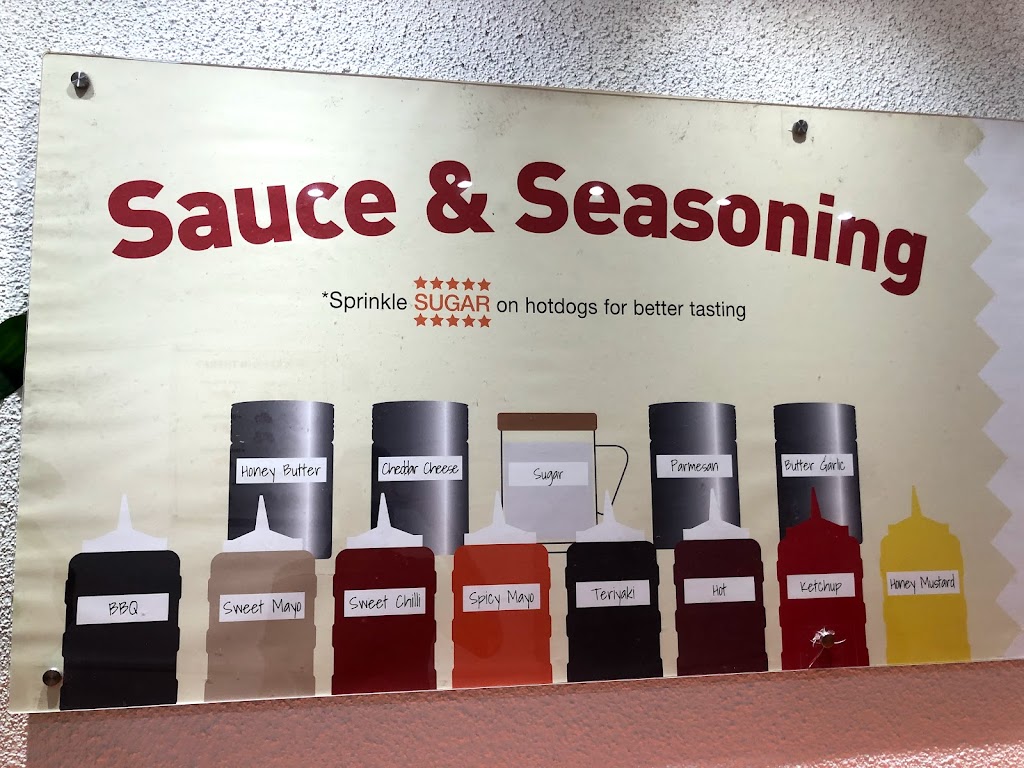 Sauce & Seasoning
*Sprinkle SUGAR on hotdogs for better tasting
Honey Butter
Cheddar Cheese
Sugar
Parmesan
Butter Garlic
BBQ
Sweet Mayo
Sweet Chilli
Spicy Mayo
Teriyaki
Hot
Ketchup
Honey Mustard